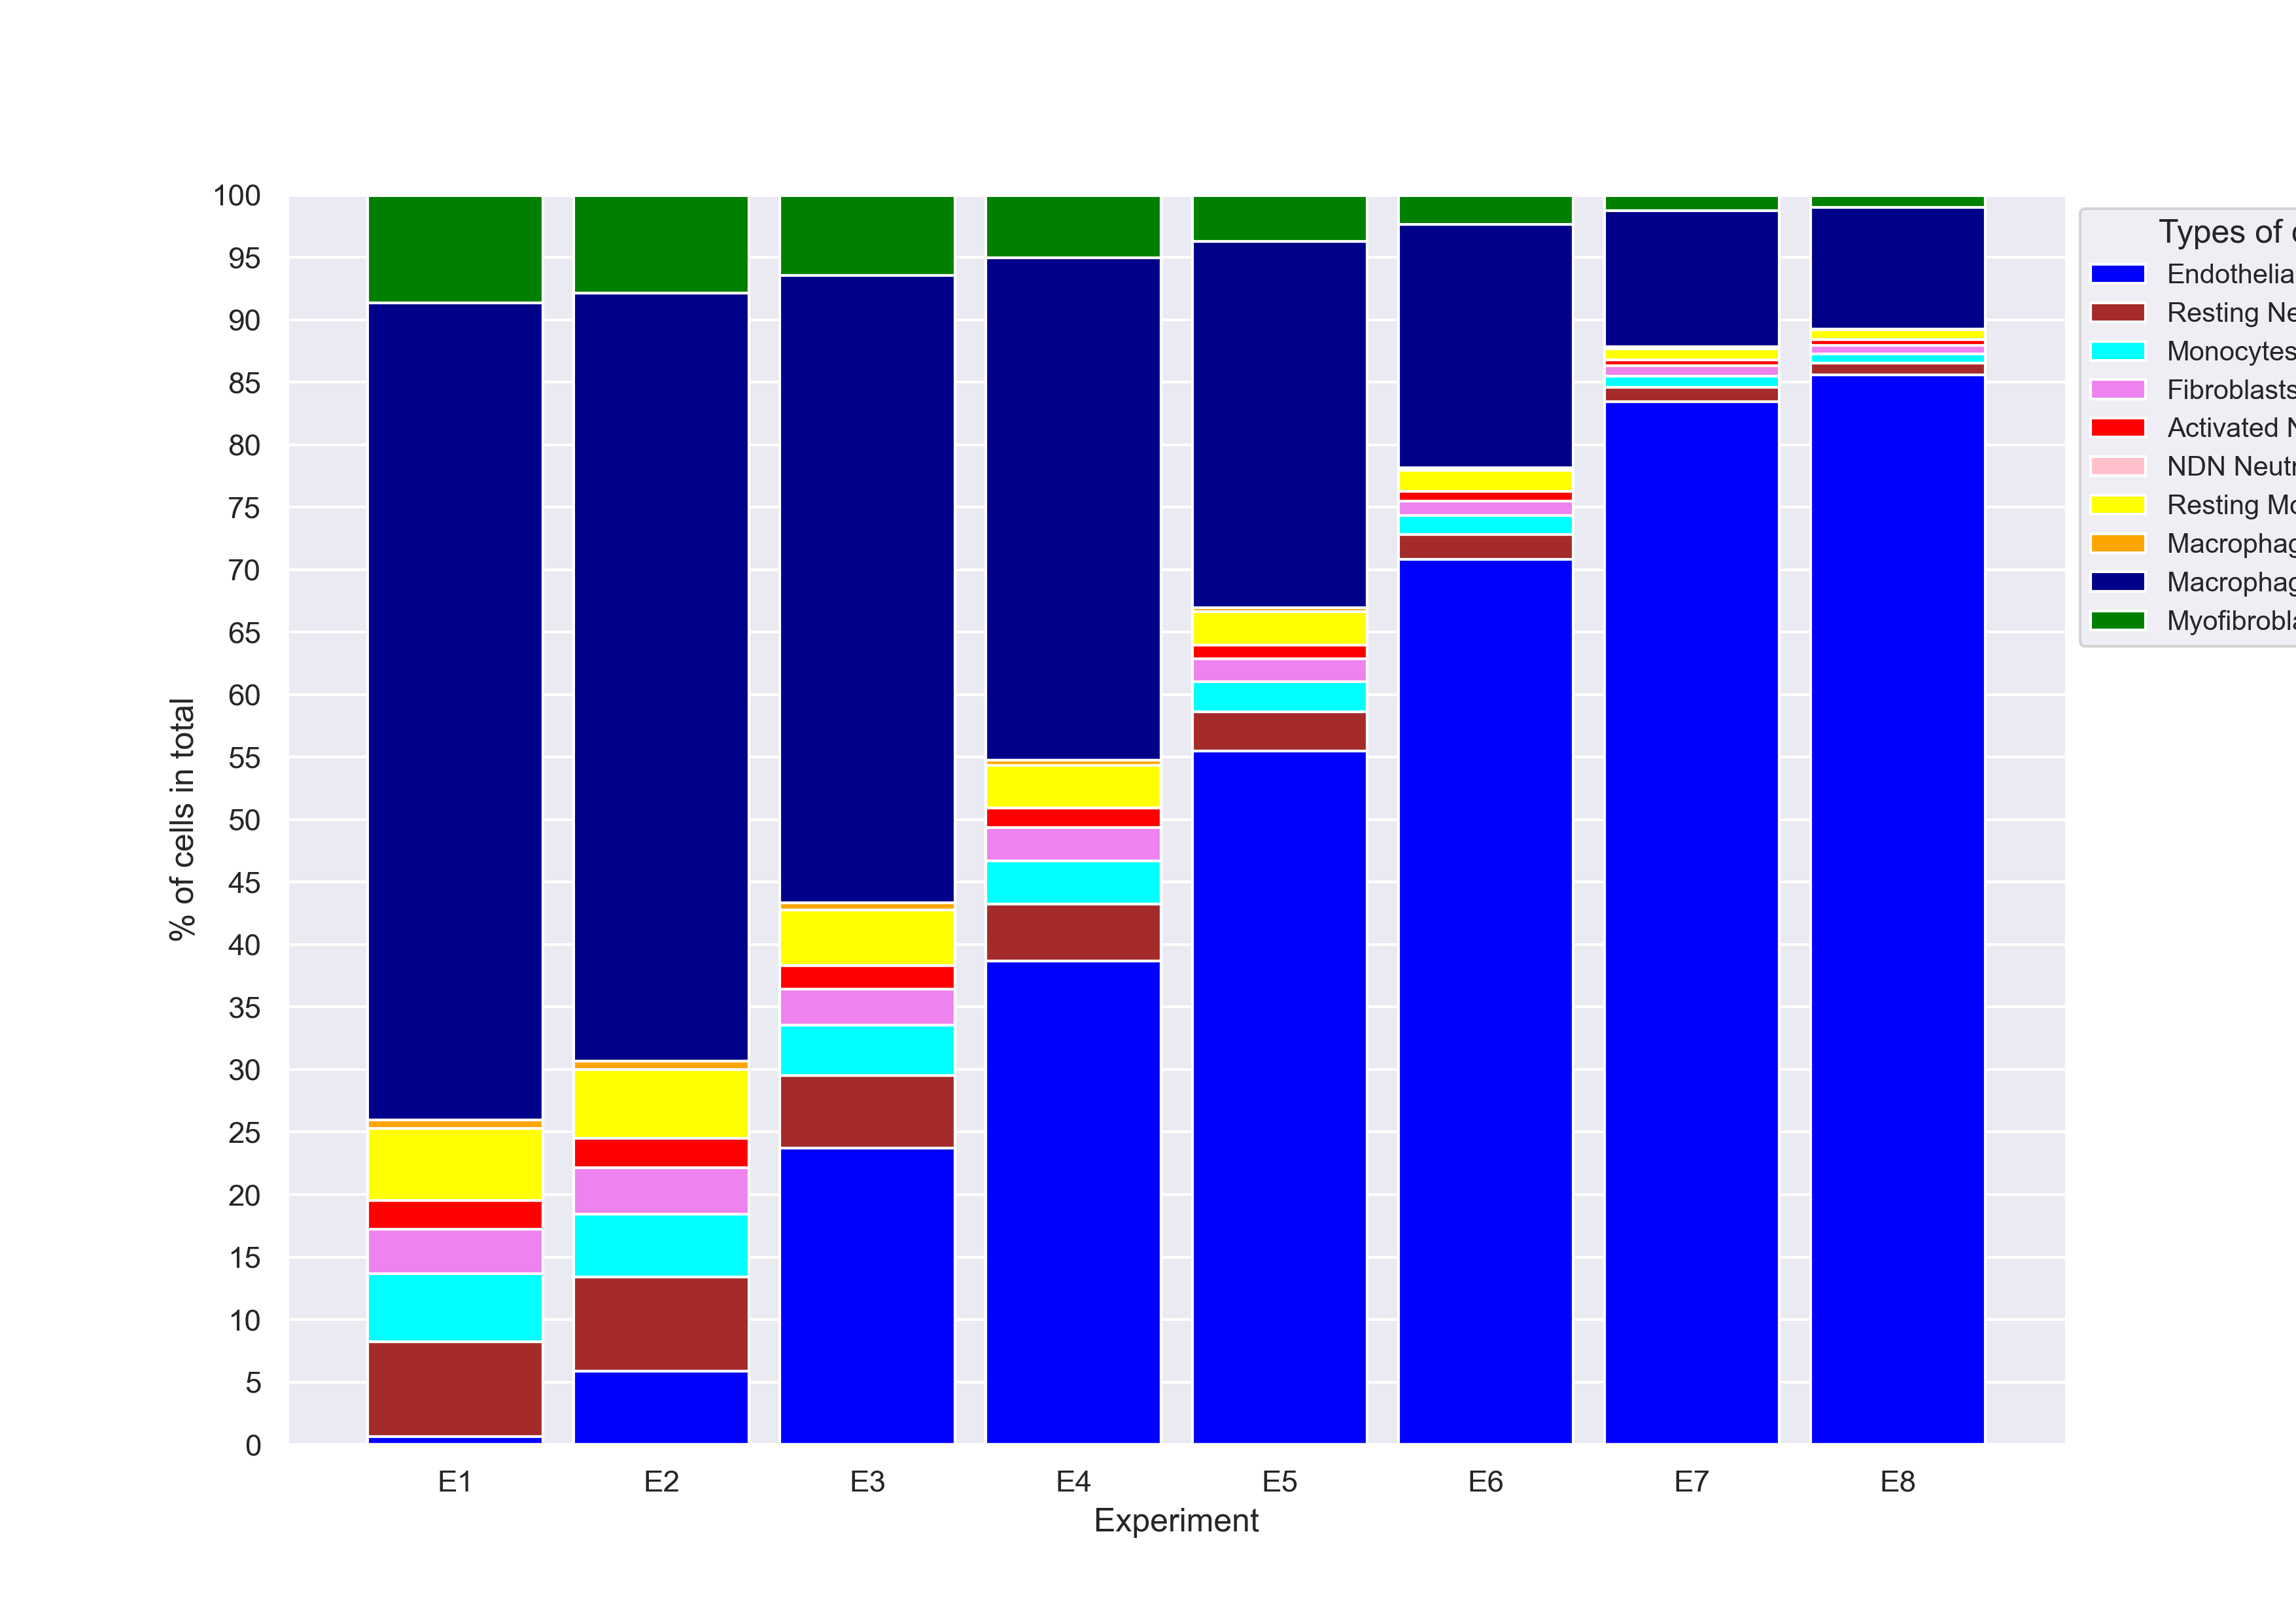 100
95
90
85
80
75
70
65
60
55
50
45
40
35
30
25
20
15
10
5
0
% of cells in total
E1 E2 E3 E4 E5 E6 E7 E8
Experiment
Types of
Endothelia
Resting Ne
Monocytes
Fibroblasts
Activated N
NDN Neutr
Resting Mo
Macrophag
Macrophag
Myofibrobla